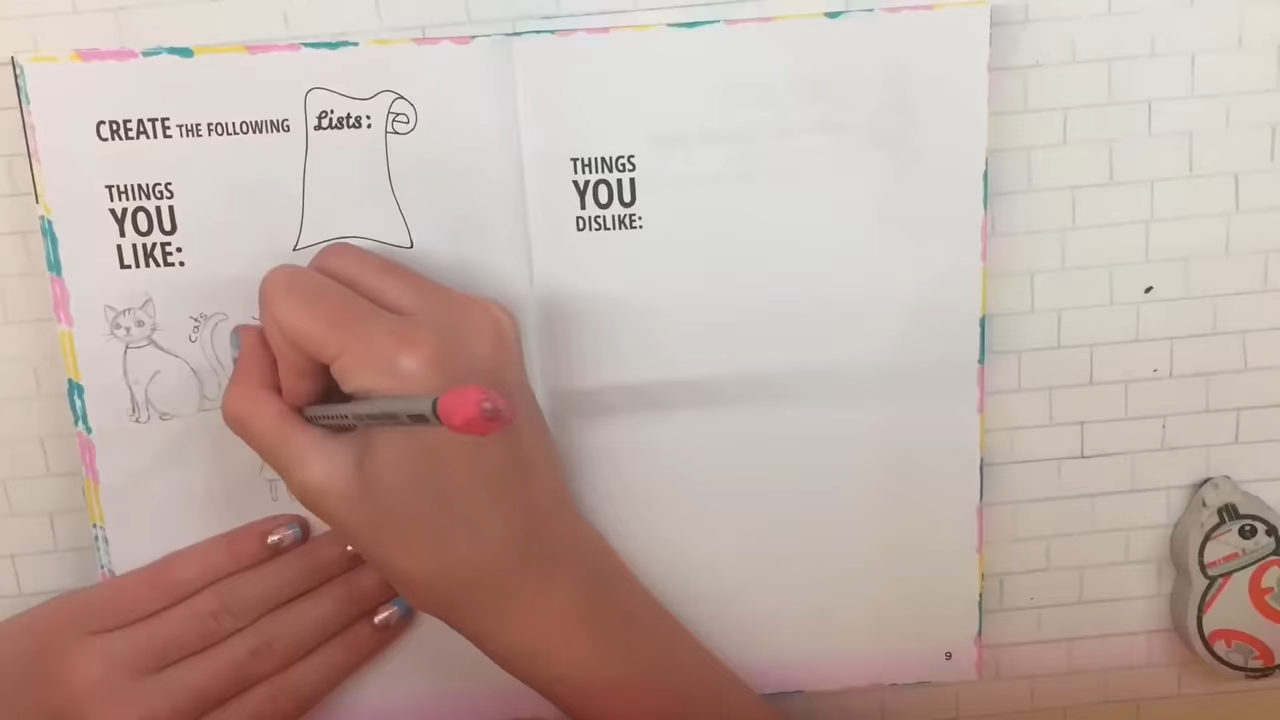 CREATE THE FOLLOWING
Lists:
THINGS
YOU
LIKE:
cats
THINGS
YOU
DISLIKE:
9